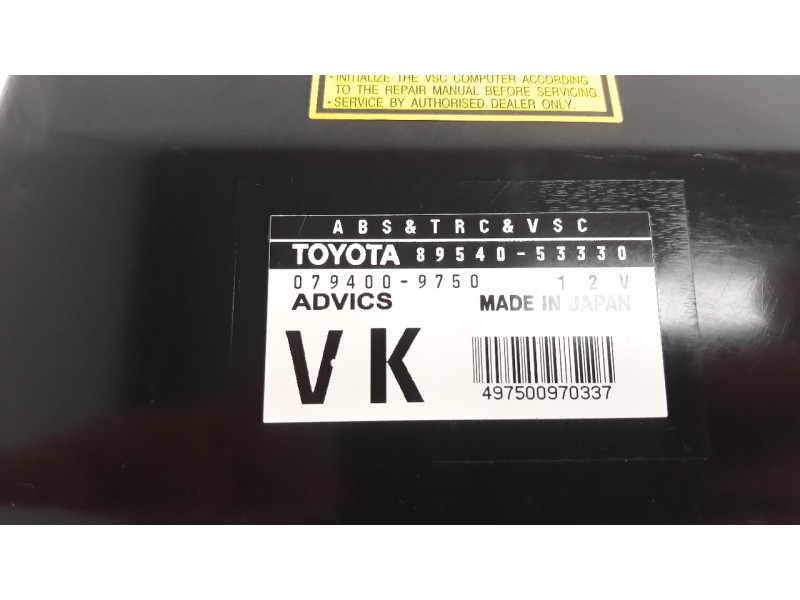 ·INITIALIZE THE VSC COMPUTER ACCORDING
TO THE REPAIR MANUAL BEFORE SERVICING.
·SERVICE BY AUTHORISED DEALER ONLY.
ABS&TRC&VSC
TOYOTA 89540-53330
079400-9750 12V
ADVICS MADE IN JAPAN
VK
497500970337